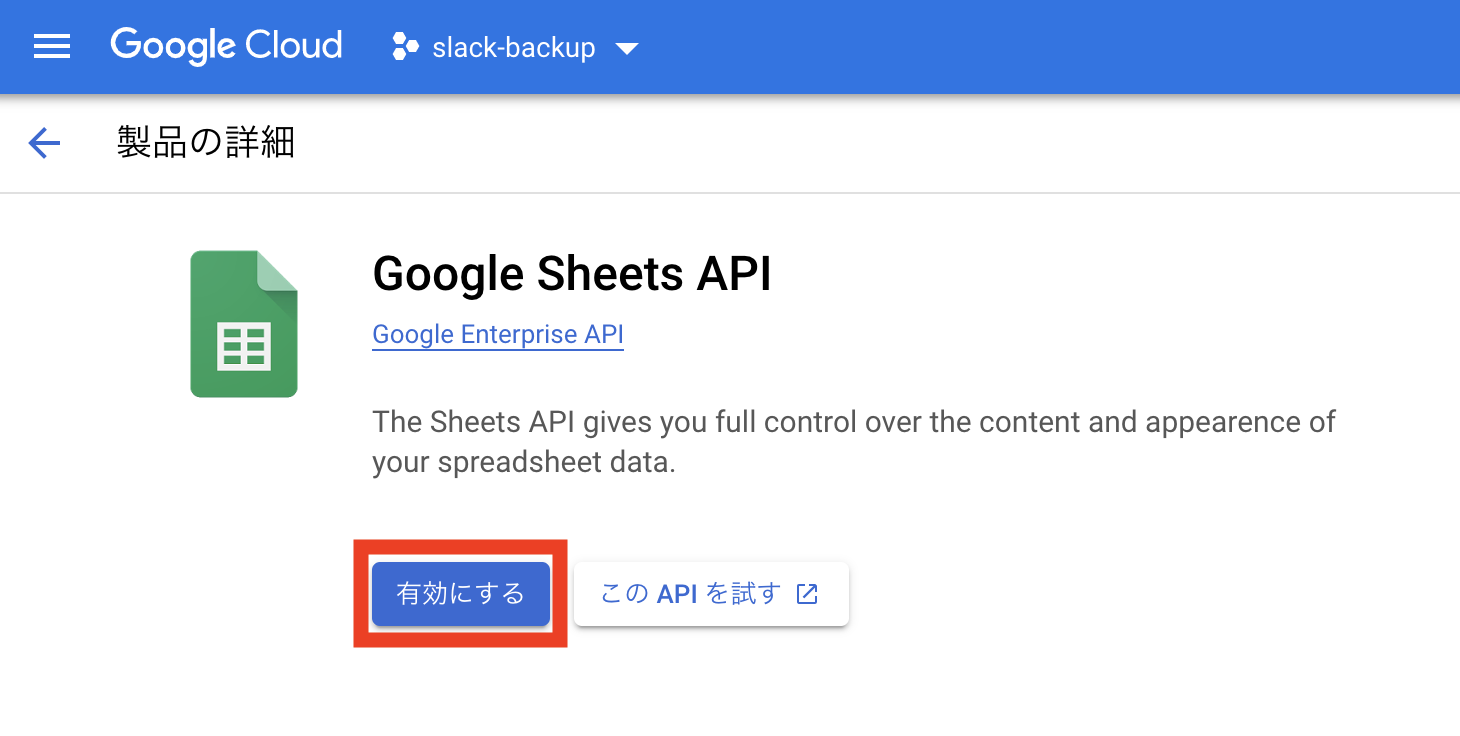 Google Cloud slack-backup
製品の詳細
Google Sheets API
Google Enterprise API
The Sheets API gives you full control over the content and appearence of
your spreadsheet data.
有効にする この API を試す